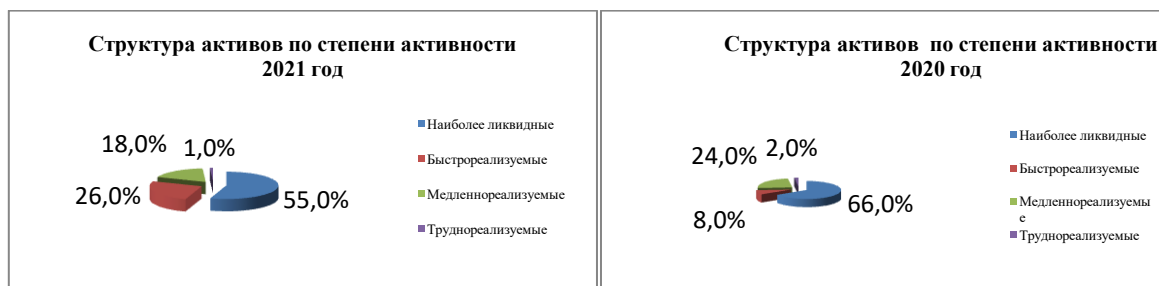 Структура активов по степени активности
2021 год
18,0%
1,0%
26,0%
55,0%
Наиболее ликвидные
Быстрореализуемые
Медленнореализуемые
Труднореализуемые
Структура активов по степени активности
2020 год
24,0%
2,0%
8,0%
66,0%
Наиболее ликвидные
Быстрореализуемые
Медленнореализуемы
е
Труднореализуемые